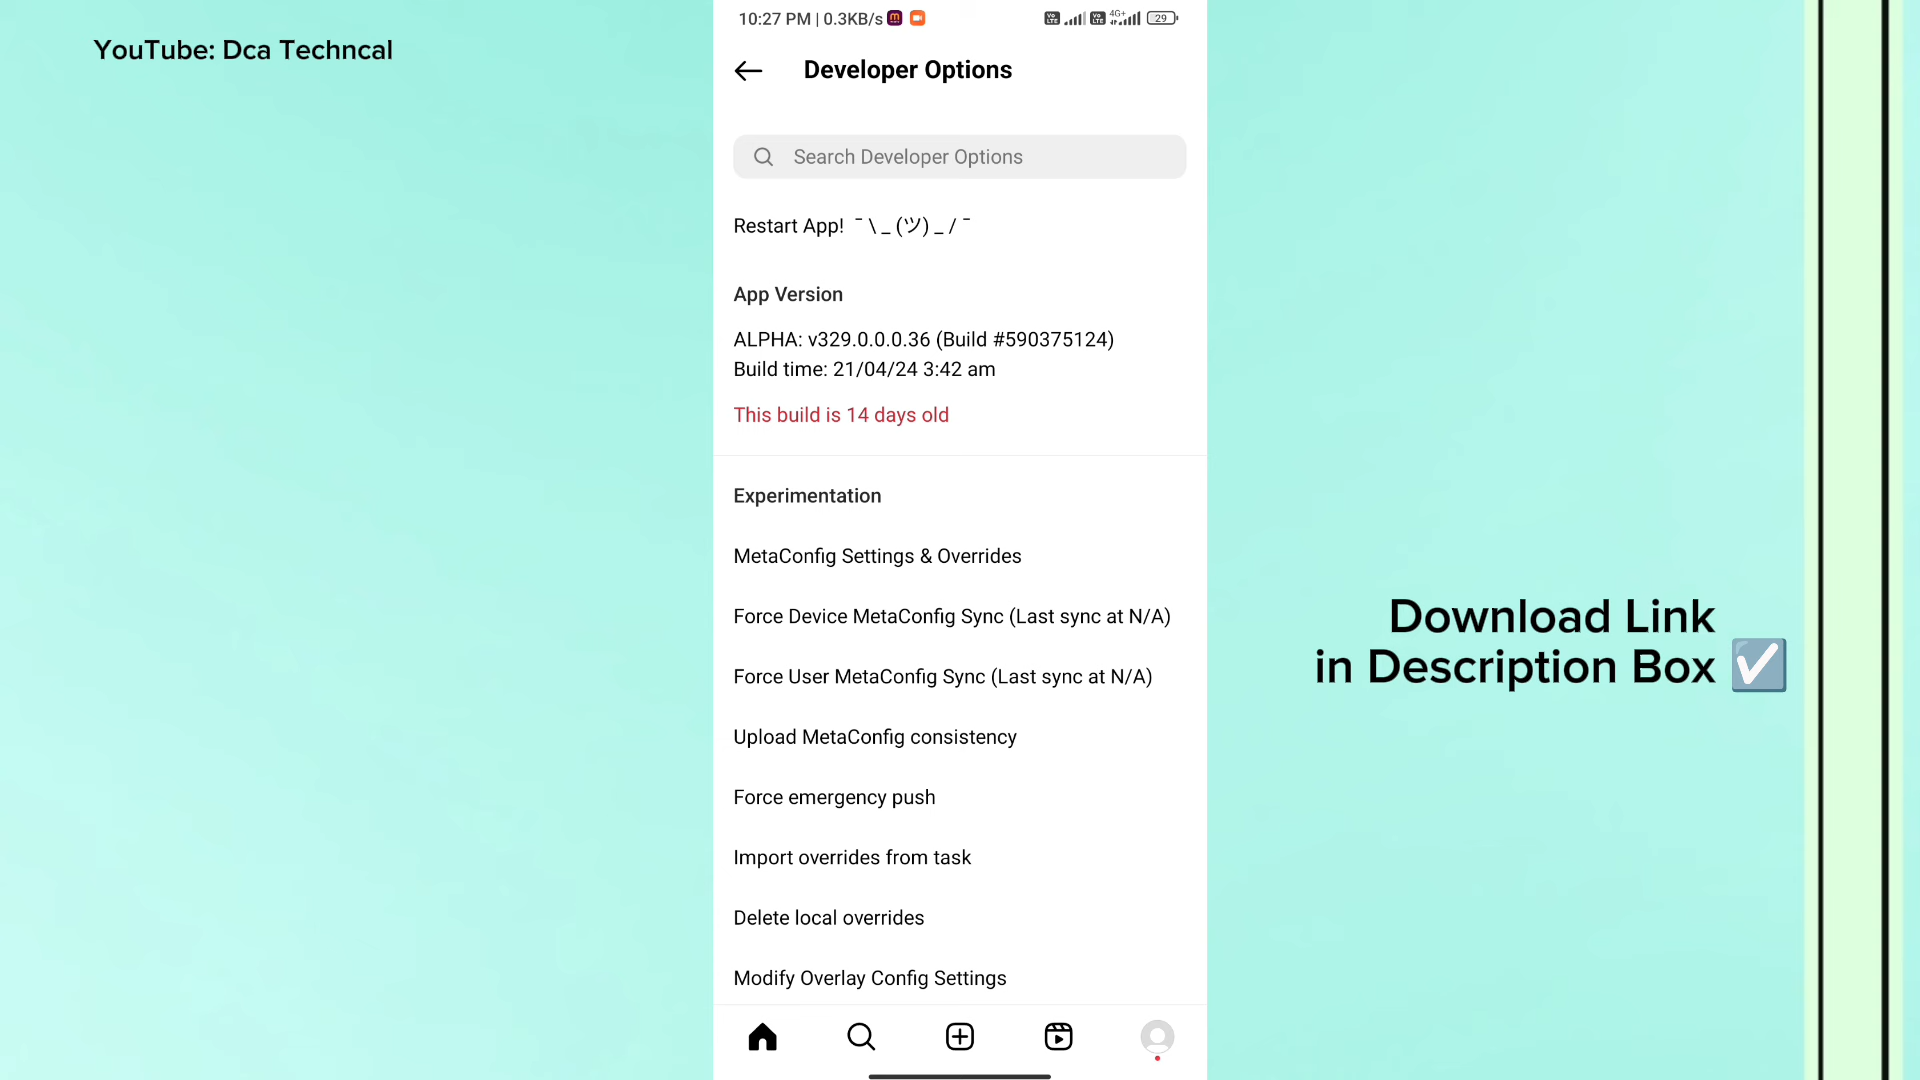 YouTube: Dca Techncal
10:27 PM | 0.3KB/s
4G+
29
Developer Options
Search Developer Options
Restart App! ¯\_(ツ)_/¯
App Version
ALPHA: v329.0.0.0.36 (Build #590375124)
Build time: 21/04/24 3:42 am
This build is 14 days old
Experimentation
MetaConfig Settings & Overrides
Force Device MetaConfig Sync (Last sync at N/A)
Force User MetaConfig Sync (Last sync at N/A)
Upload MetaConfig consistency
Force emergency push
Import overrides from task
Delete local overrides
Modify Overlay Config Settings
Download Link
in Description Box ☑️